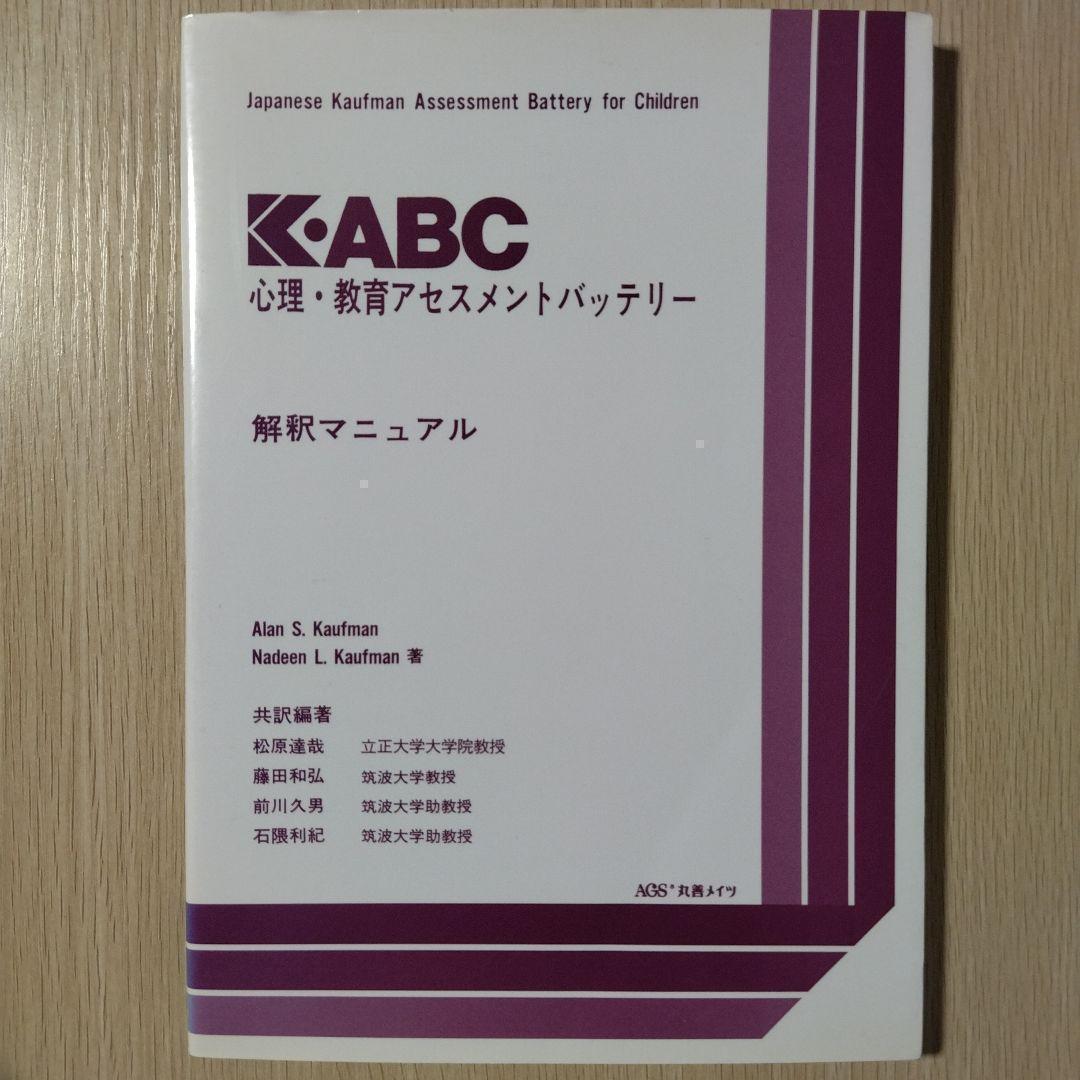 Japanese Kaufman Assessment Battery for Children
K・ABC
心理・教育アセスメントバッテリー
解釈マニュアル
Alan S. Kaufman
Nadeen L. Kaufman 著
共訳編著
松原達哉 立正大学大学院教授
藤田和弘 筑波大学教授
前川久男 筑波大学助教授
石隈利紀 筑波大学助教授
AGS® 丸善メイツ